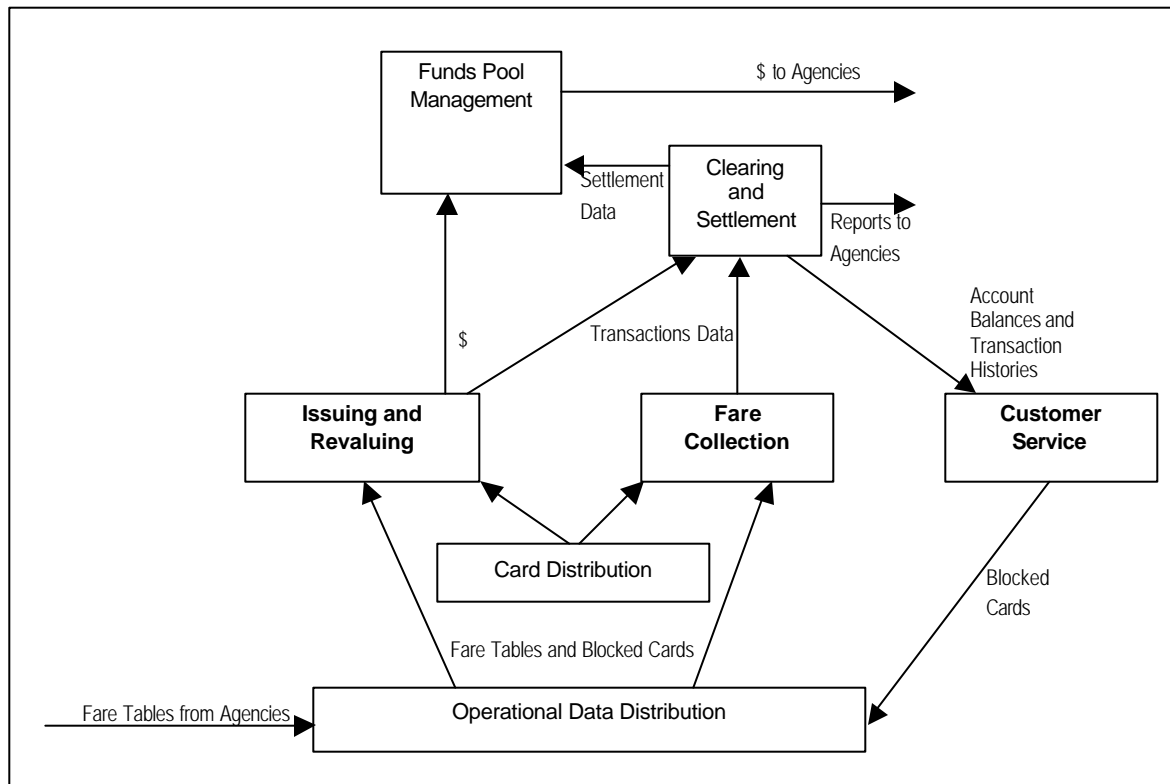 Funds Pool
Management
$ to Agencies
Clearing
and
Settlement
Settlement
Data
Reports to
Agencies
Account
Balances and
Transaction
Histories
$
Transactions Data
Issuing and
Revaluing
Fare
Collection
Customer
Service
Card Distribution
Blocked
Cards
Fare Tables and Blocked Cards
Fare Tables from Agencies
Operational Data Distribution